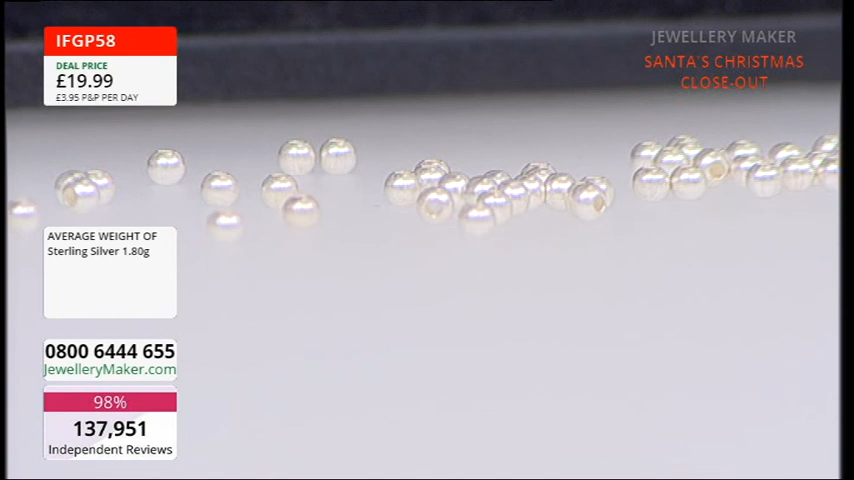 IFGP58
DEAL PRICE
£19.99
£3.95 P&P PER DAY
JEWELLERY MAKER
SANTA'S CHRISTMAS
CLOSE-OUT
AVERAGE WEIGHT OF
Sterling Silver 1.80g
0800 6444 655
JewelleryMaker.com
98%
137,951
Independent Reviews